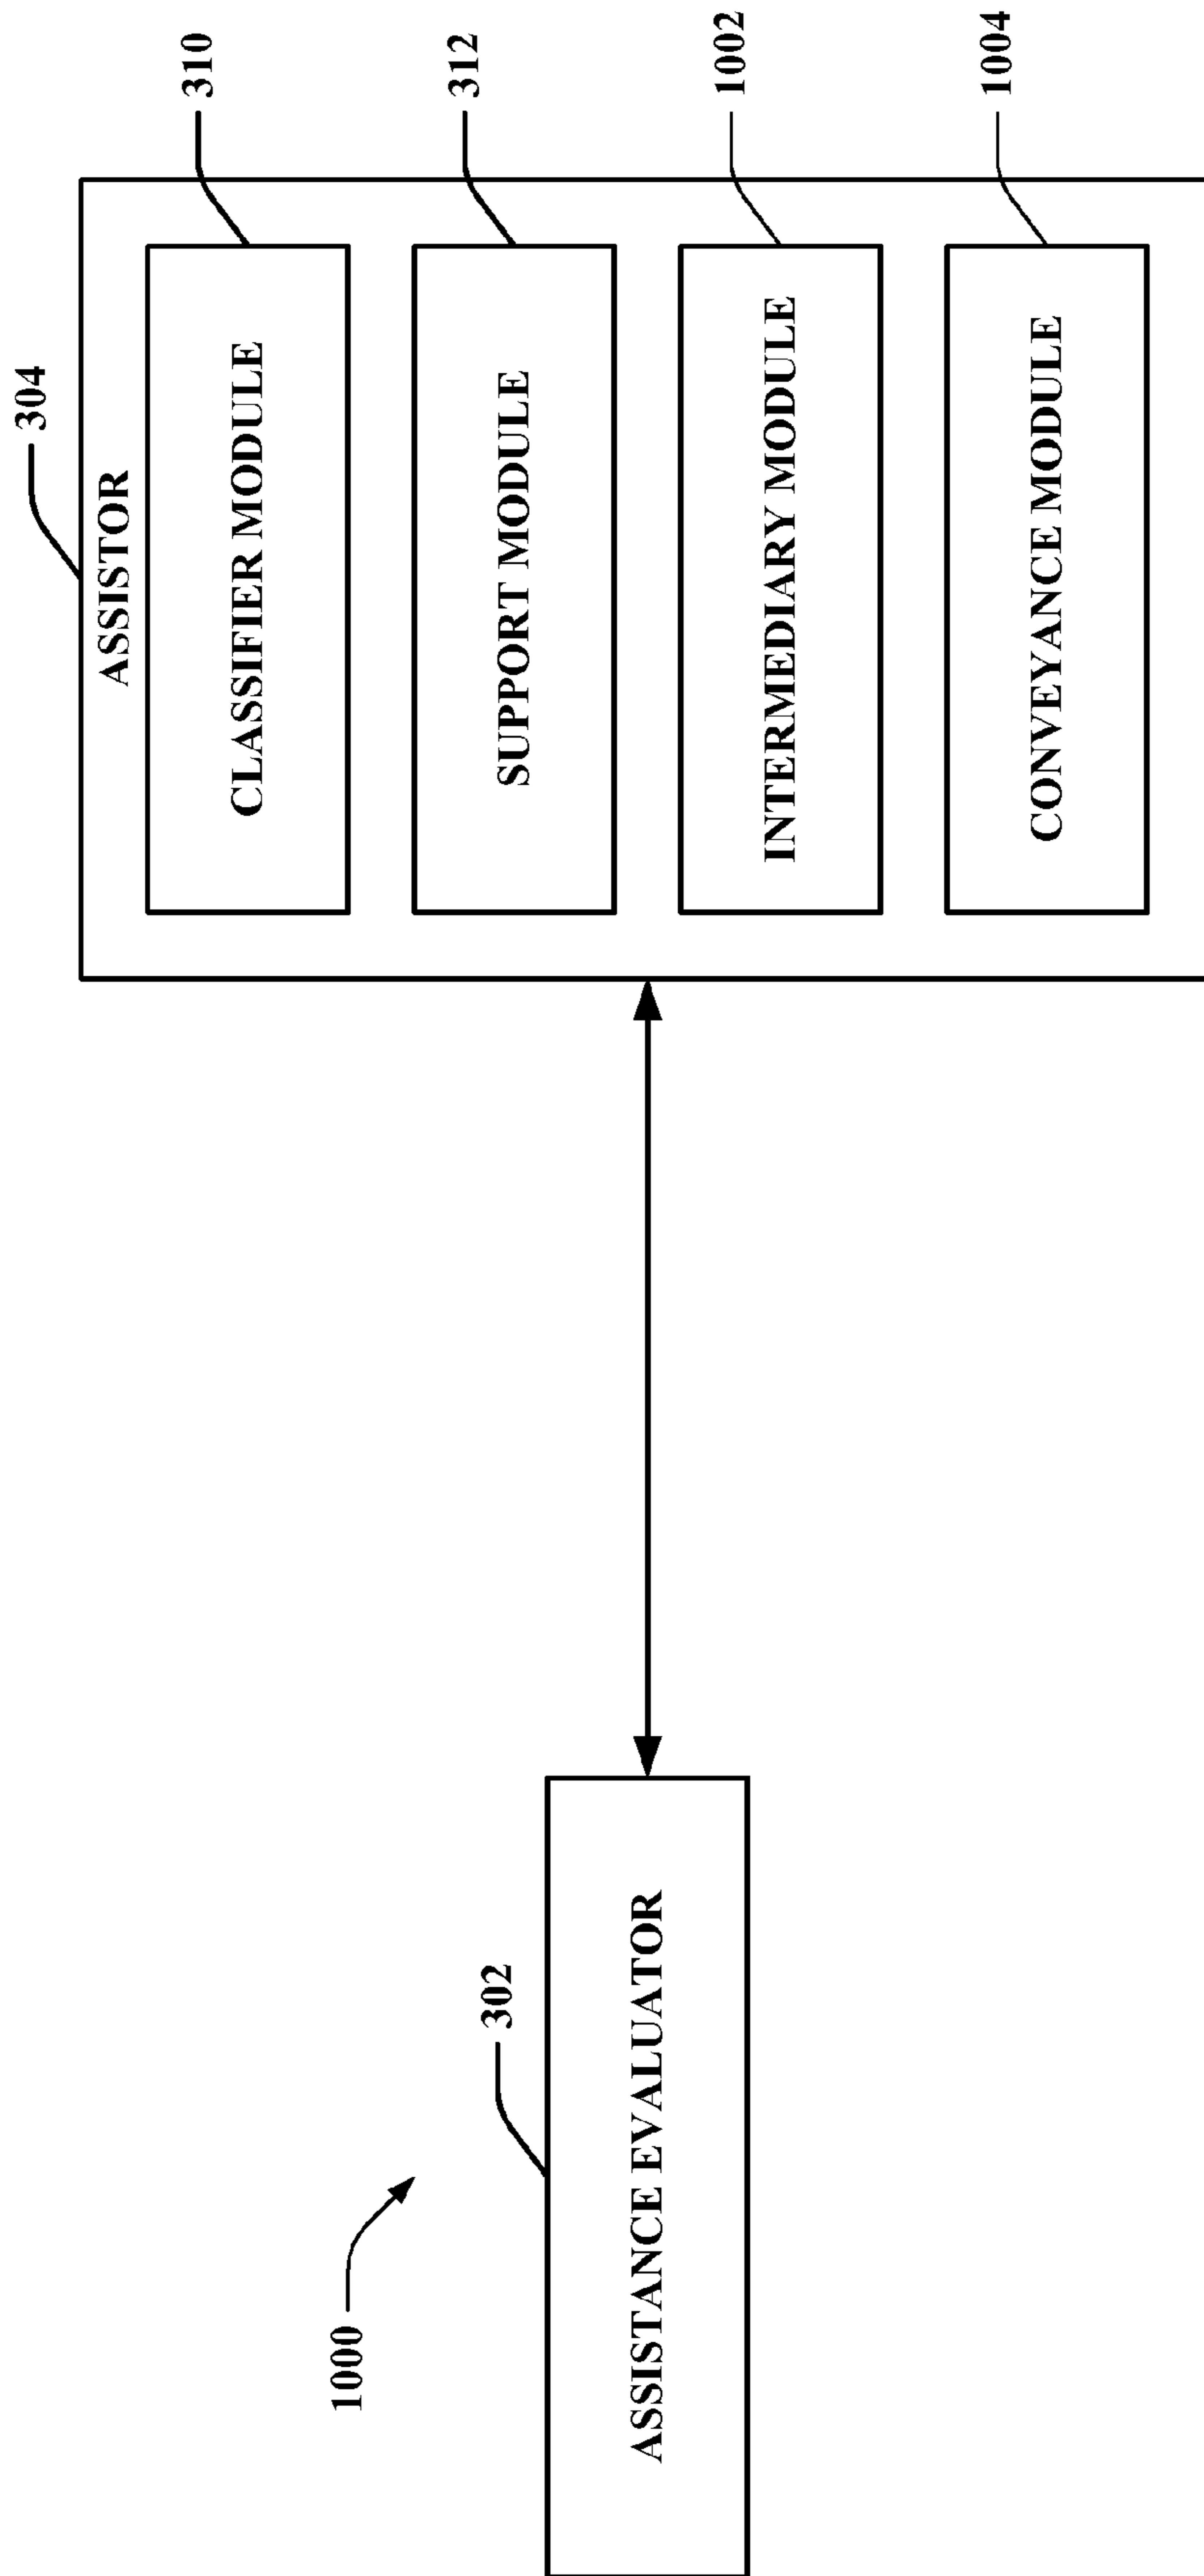 1000
302
ASSISTANCE EVALUATOR
304
ASSISTOR
310
CLASSIFIER MODULE
312
SUPPORT MODULE
1002
INTERMEDIARY MODULE
1004
CONVEYANCE MODULE